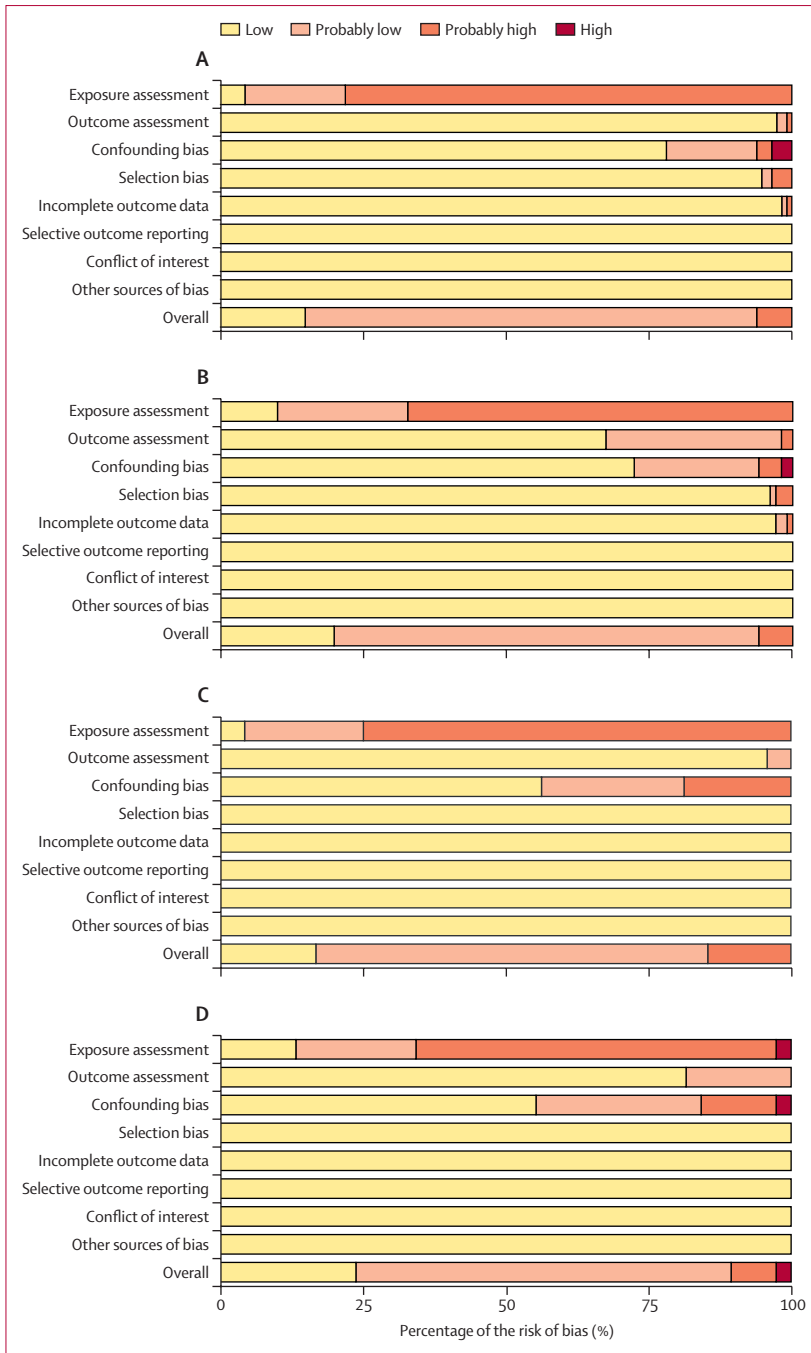 Low Probably low Probably high High
A
Exposure assessment
Outcome assessment
Confounding bias
Selection bias
Incomplete outcome data
Selective outcome reporting
Conflict of interest
Other sources of bias
Overall
B
Exposure assessment
Outcome assessment
Confounding bias
Selection bias
Incomplete outcome data
Selective outcome reporting
Conflict of interest
Other sources of bias
Overall
C
Exposure assessment
Outcome assessment
Confounding bias
Selection bias
Incomplete outcome data
Selective outcome reporting
Conflict of interest
Other sources of bias
Overall
D
Exposure assessment
Outcome assessment
Confounding bias
Selection bias
Incomplete outcome data
Selective outcome reporting
Conflict of interest
Other sources of bias
Overall
0 25 50 75 100
Percentage of the risk of bias (%)